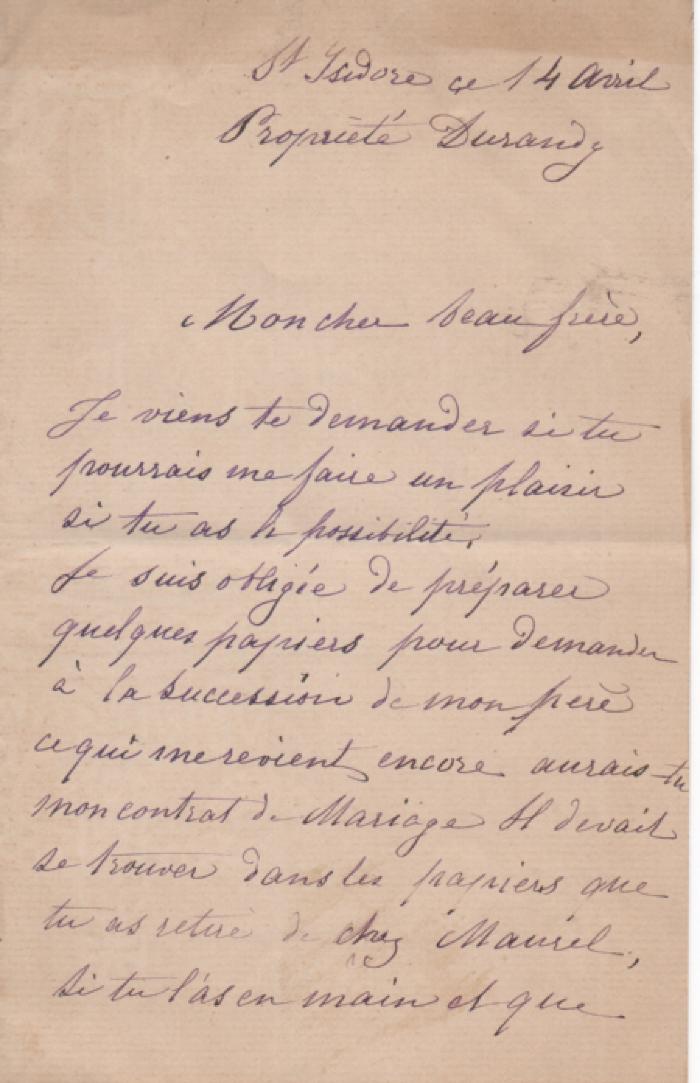 St Isidore ce 14 Avril
Propriété Durandy
Mon cher beau frère,
Je viens te demander si tu
pourrais me faire un plaisir
si tu as la possibilité.
Je suis obligée de préparer
quelques papiers pour demander
à la succession de mon père
ce qui me revient encore aurais-tu
mon contrat de Mariage Il devait
se trouver dans les papiers que
tu as retiré de chez Maurel,
si tu l'as en main et que